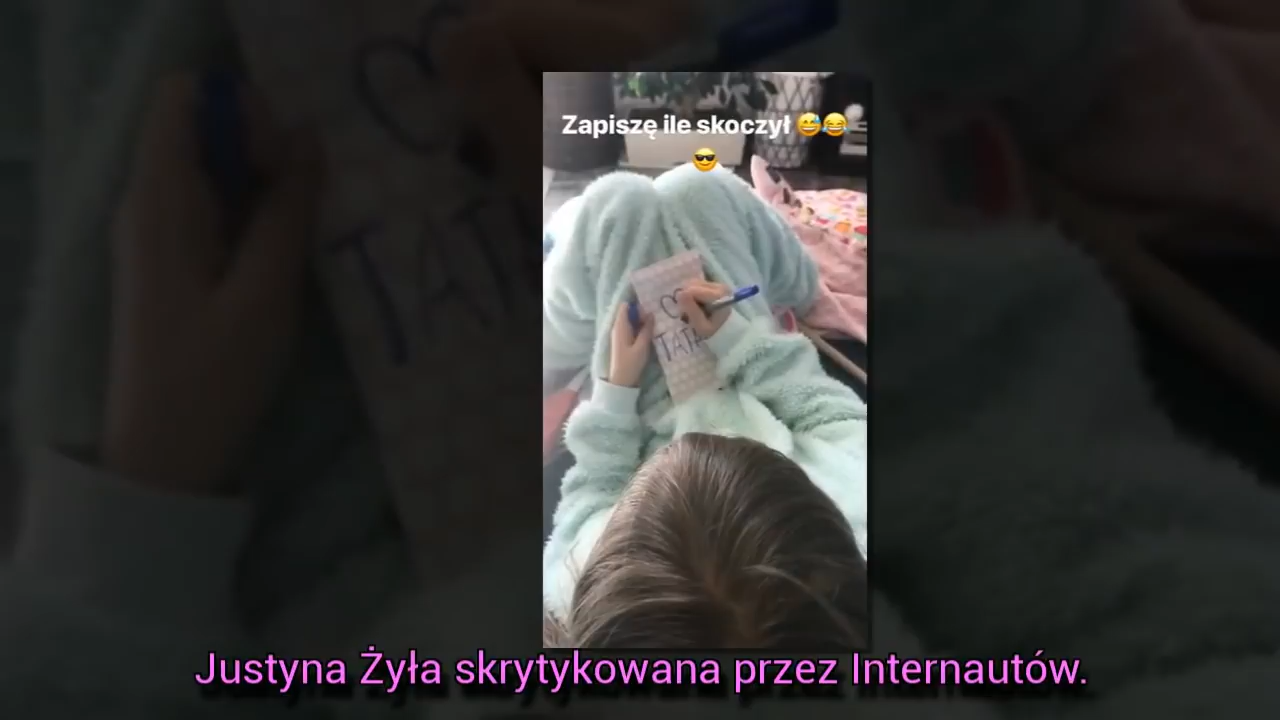 Zapiszę ile skoczył 😅😂
😎
TATA
Justyna Żyła skrytykowana przez Internautów.